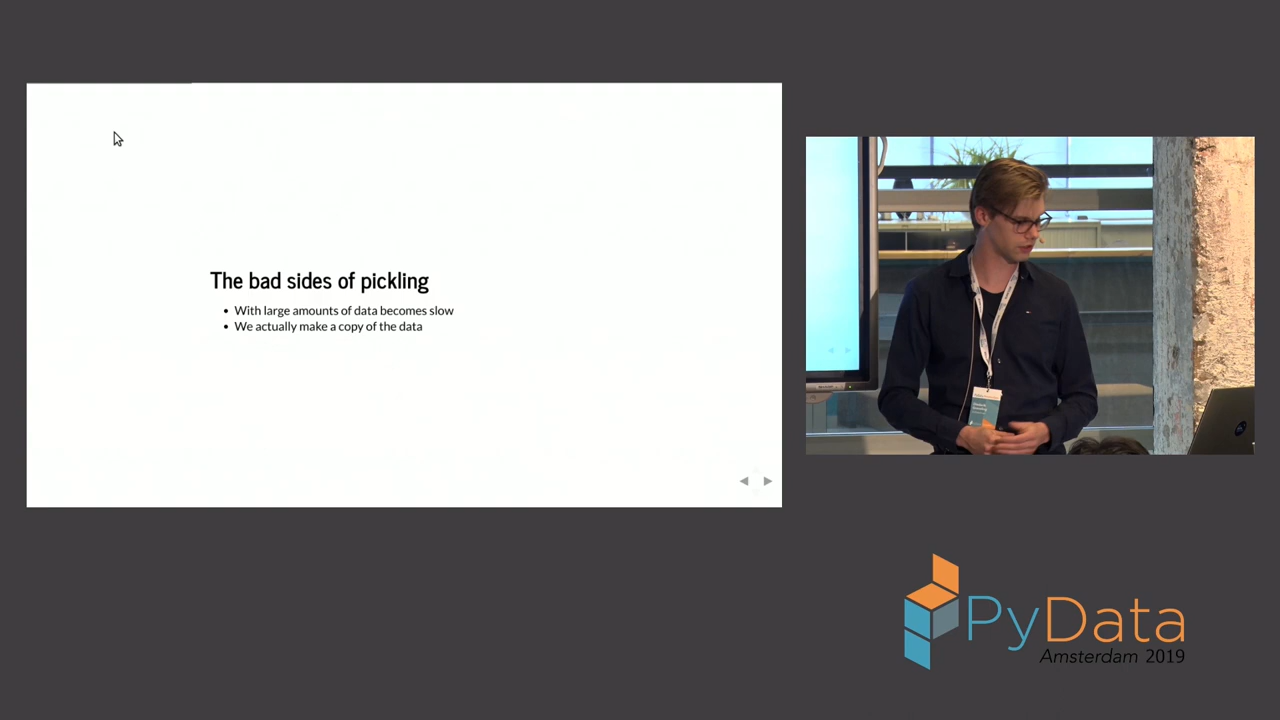 The bad sides of pickling
With large amounts of data becomes slow
We actually make a copy of the data
PyData
Amsterdam 2019